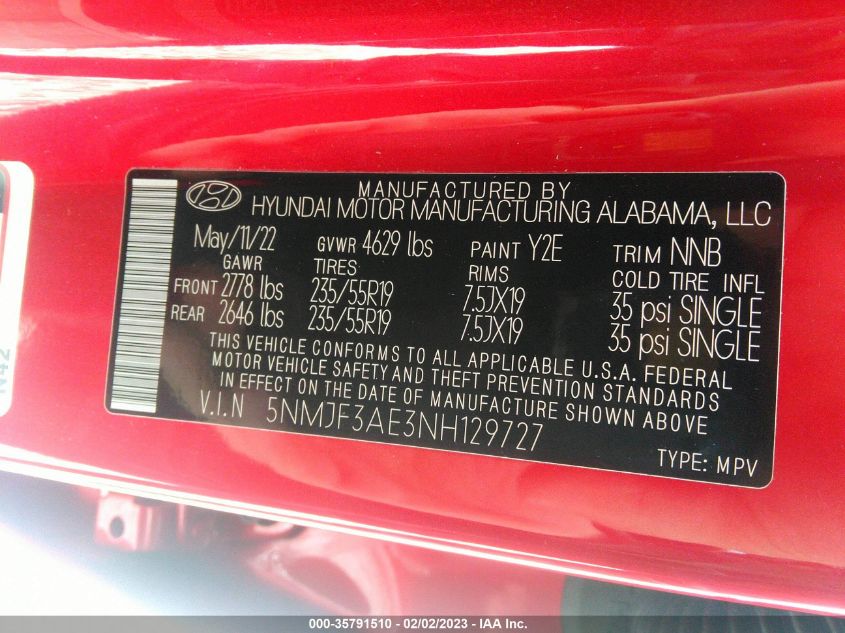 MANUFACTURED BY
HYUNDAI MOTOR MANUFACTURING ALABAMA, LLC
May/11/22 GVWR 4629 lbs PAINT Y2E TRIM NNB
GAWR TIRES RIMS COLD TIRE INFL
FRONT 2778 lbs 235/55R19 7.5JX19 35 psi SINGLE
REAR 2646 lbs 235/55R19 7.5JX19 35 psi SINGLE
THIS VEHICLE CONFORMS TO ALL APPLICABLE U.S.A. FEDERAL
MOTOR VEHICLE SAFETY AND THEFT PREVENTION STANDARDS
IN EFFECT ON THE DATE OF MANUFACTURE SHOWN ABOVE
V.I.N 5NMJF3AE3NH129727
TYPE: MPV
N42
000-35791510 - 02/02/2023 - IAA Inc.